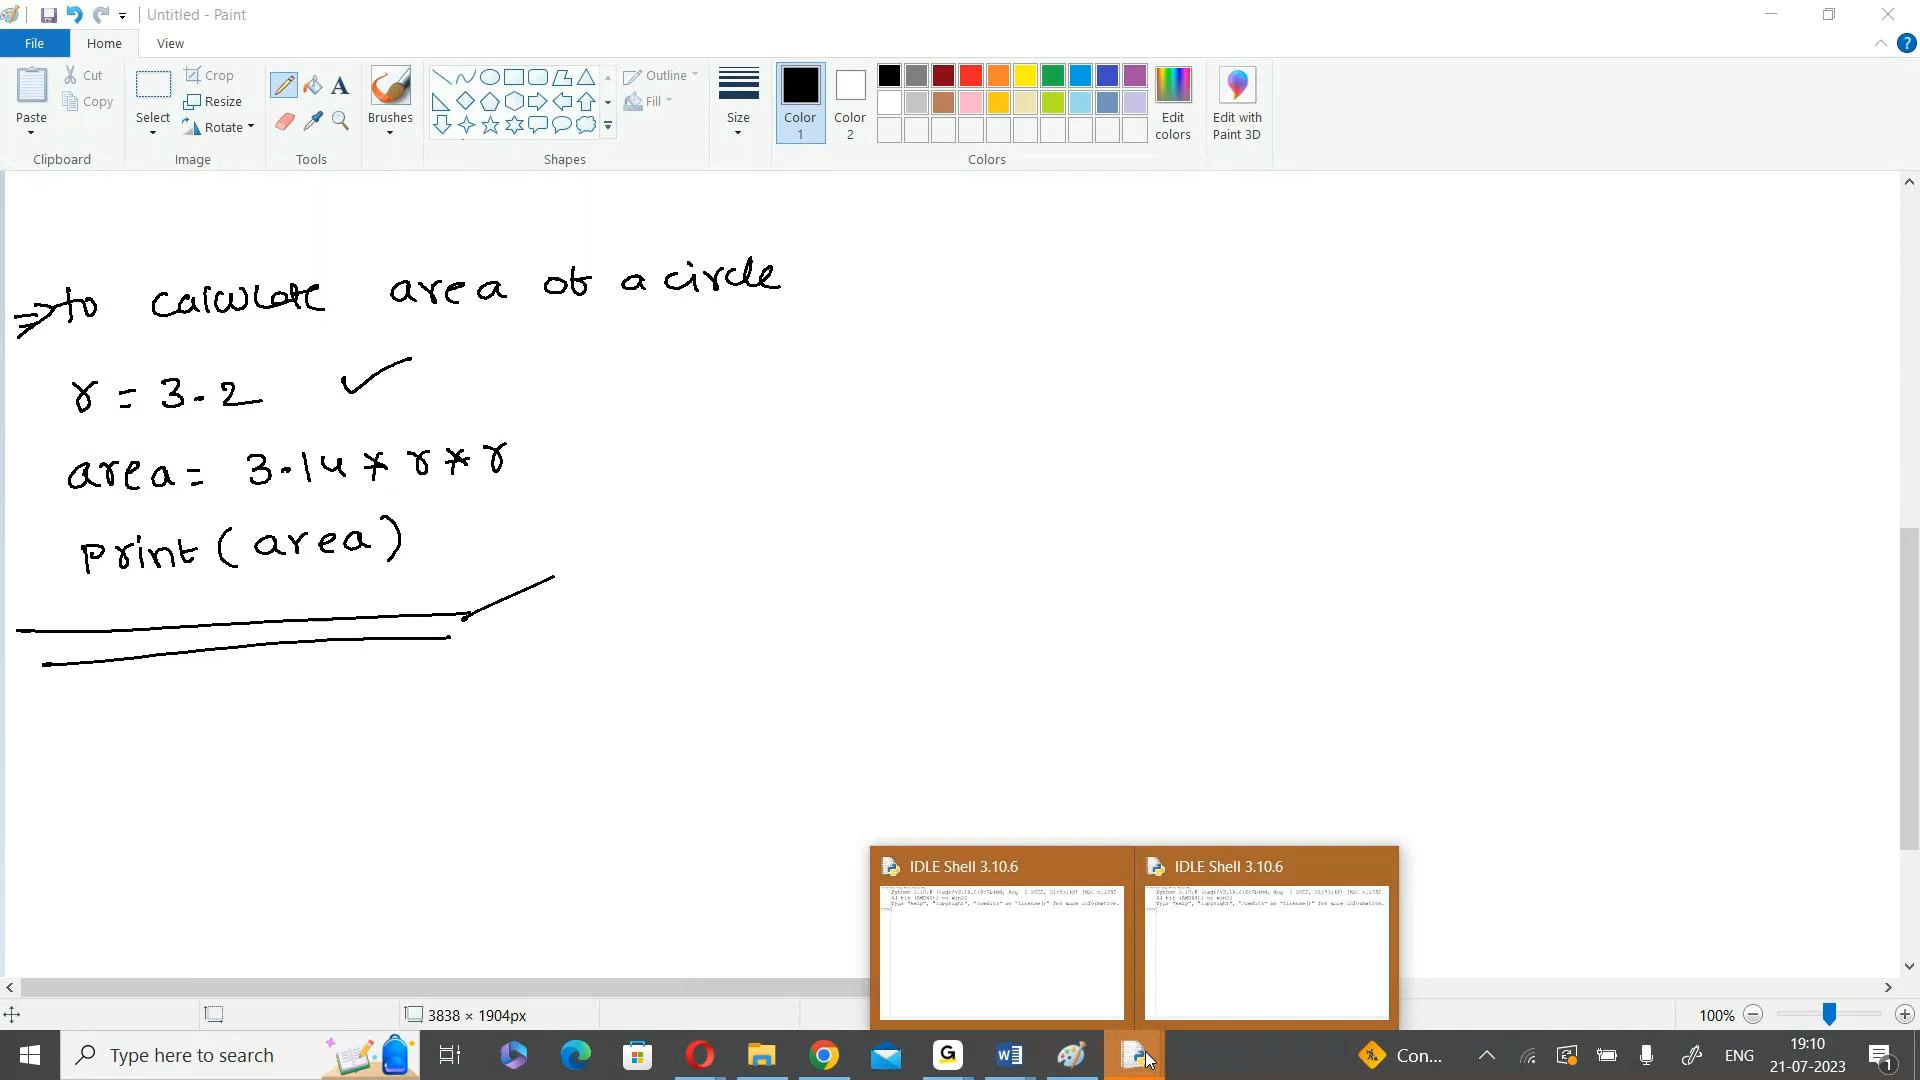 Untitled - Paint
File Home View
Paste
Cut
Copy
Clipboard
Select
Crop
Resize
Rotate
Image
Tools
Brushes
Shapes
Outline
Fill
Size
Color 1
Color 2
Colors
Edit colors
Edit with Paint 3D
⇒ to calculate area of a circle
r = 3.2 ✓
area = 3.14 * r * r
print(area)
IDLE Shell 3.10.6
IDLE Shell 3.10.6
3838 × 1904px
100%
Type here to search
Con...
ENG
19:10
21-07-2023
1